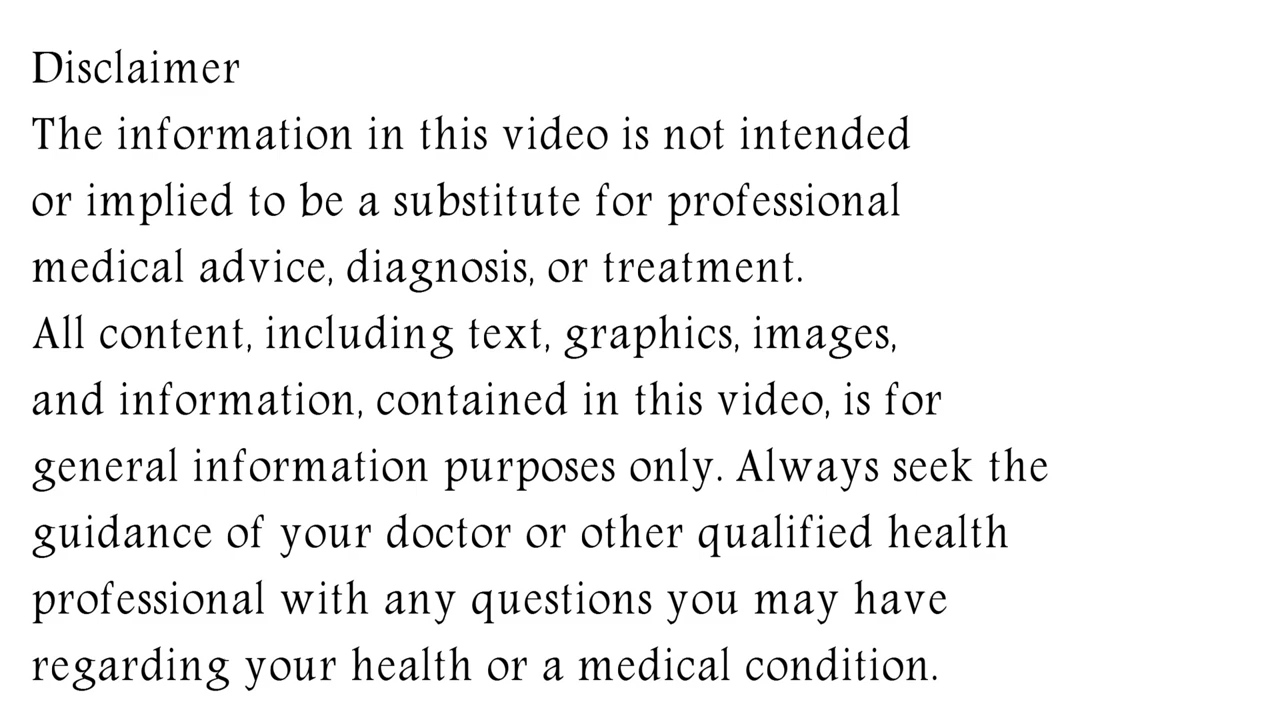 Disclaimer
The information in this video is not intended
or implied to be a substitute for professional
medical advice, diagnosis, or treatment.
All content, including text, graphics, images,
and information, contained in this video, is for
general information purposes only. Always seek the
guidance of your doctor or other qualified health
professional with any questions you may have
regarding your health or a medical condition.